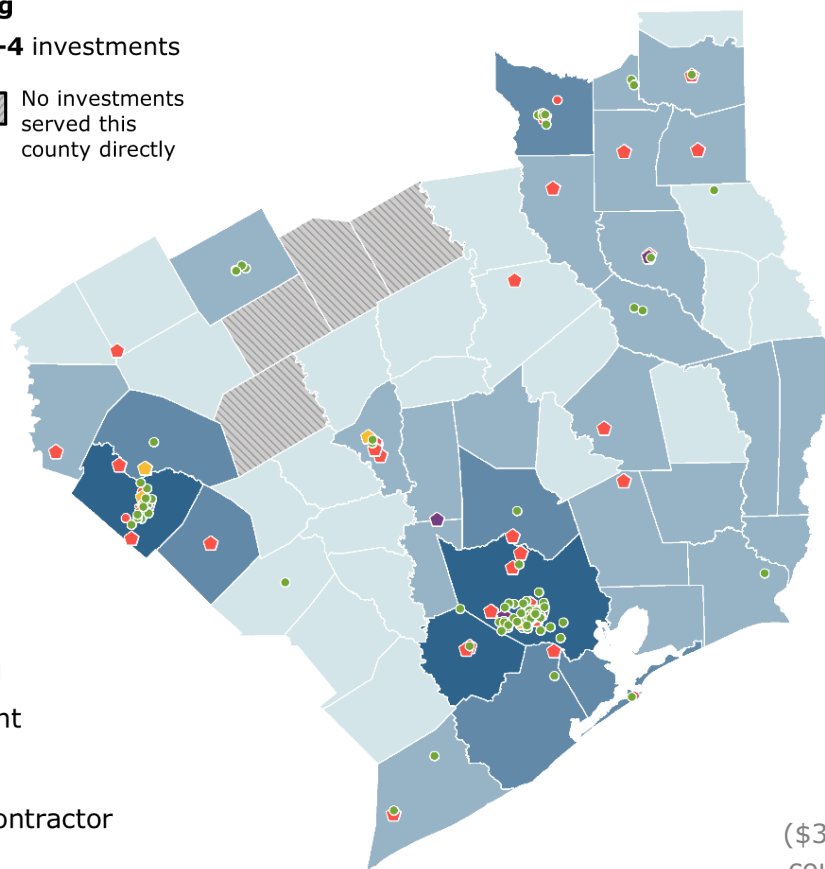 g
-4 investments
No investments
served this
county directly
nt
ontractor
($3